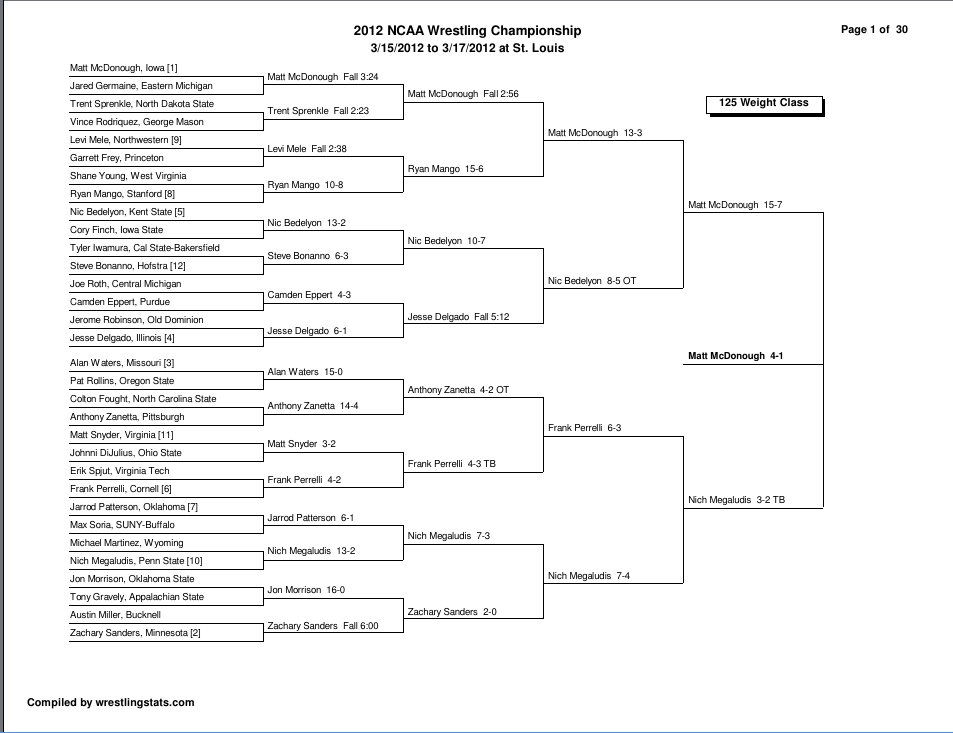 2012 NCAA Wrestling Championship
Page 1 of 30
3/15/2012 to 3/17/2012 at St. Louis
125 Weight Class
Matt McDonough, Iowa [1]
Jared Germaine, Eastern Michigan
Trent Sprenkle, North Dakota State
Vince Rodriquez, George Mason
Levi Mele, Northwestern [9]
Garrett Frey, Princeton
Shane Young, West Virginia
Ryan Mango, Stanford [8]
Nic Bedelyon, Kent State [5]
Cory Finch, Iowa State
Tyler Iwamura, Cal State-Bakersfield
Steve Bonanno, Hofstra [12]
Joe Roth, Central Michigan
Camden Eppert, Purdue
Jerome Robinson, Old Dominion
Jesse Delgado, Illinois [4]
Alan Waters, Missouri [3]
Pat Rollins, Oregon State
Colton Fought, North Carolina State
Anthony Zanetta, Pittsburgh
Matt Snyder, Virginia [11]
Johnni DiJulius, Ohio State
Erik Spjut, Virginia Tech
Frank Perrelli, Cornell [6]
Jarrod Patterson, Oklahoma [7]
Max Soria, SUNY-Buffalo
Michael Martinez, Wyoming
Nich Megaludis, Penn State [10]
Jon Morrison, Oklahoma State
Tony Gravely, Appalachian State
Austin Miller, Bucknell
Zachary Sanders, Minnesota [2]
Matt McDonough Fall 3:24
Trent Sprenkle Fall 2:23
Levi Mele Fall 2:38
Ryan Mango 10-8
Nic Bedelyon 13-2
Steve Bonanno 6-3
Camden Eppert 4-3
Jesse Delgado 6-1
Alan Waters 15-0
Anthony Zanetta 14-4
Matt Snyder 3-2
Frank Perrelli 4-2
Jarrod Patterson 6-1
Nich Megaludis 13-2
Jon Morrison 16-0
Zachary Sanders Fall 6:00
Matt McDonough Fall 2:56
Ryan Mango 15-6
Nic Bedelyon 10-7
Jesse Delgado Fall 5:12
Anthony Zanetta 4-2 OT
Frank Perrelli 4-3 TB
Nich Megaludis 7-3
Zachary Sanders 2-0
Matt McDonough 13-3
Nic Bedelyon 8-5 OT
Frank Perrelli 6-3
Nich Megaludis 7-4
Matt McDonough 15-7
Nich Megaludis 3-2 TB
Matt McDonough 4-1
Compiled by wrestlingstats.com